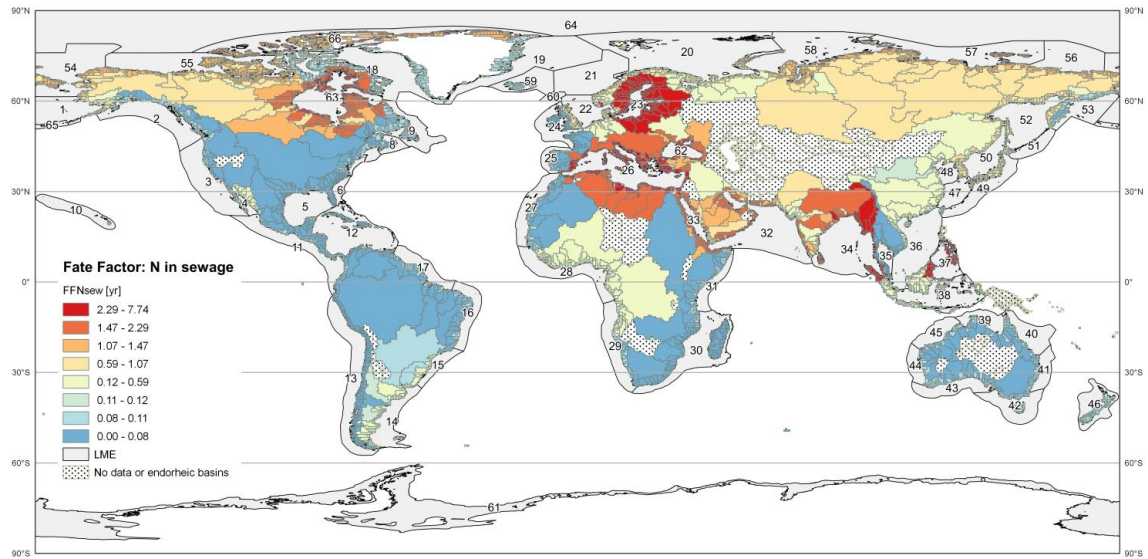 90°N
90°N
64
66
54
55
18
19
20
58
57
56
59
21
63
60
22
23
53
1
65
2
24
52
9
8
51
7
25
62
50
26
48
3
49
47
6
30°N
30°N
4
5
27
33
10
32
12
36
34
11
37
35
17
28
Fate Factor: N in sewage
0°
31
0°
38
FFNsew [yr]
16
2.29 - 7.74
39
1.47 - 2.29
45
40
30
1.07 - 1.47
29
0.59 - 1.07
44
41
15
30°S
13
30°S
0.12 - 0.59
43
0.11 - 0.12
46
42
0.08 - 0.11
14
0.00 - 0.08
LME
60°S
No data or endorheic basins
60°S
61
90°S
90°S
60°N
60°N